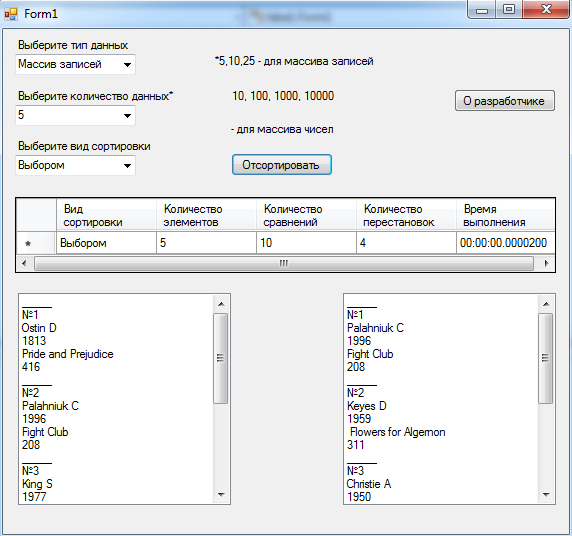 Form1
Выберите тип данных
Массив записей
*5,10,25 - для массива записей
Выберите количество данных*
10, 100, 1000, 10000
5
О разработчике
- для массива чисел
Выберите вид сортировки
Выбором
Отсортировать
Вид сортировки Количество элементов Количество сравнений Количество перестановок Время выполнения
* Выбором 5 10 4 00:00:00.0000200
№1
Ostin D
1813
Pride and Prejudice
416
№2
Palahniuk C
1996
Fight Club
208
№3
King S
1977
№1
Palahniuk C
1996
Fight Club
208
№2
Keyes D
1959
Flowers for Algernon
311
№3
Christie A
1950